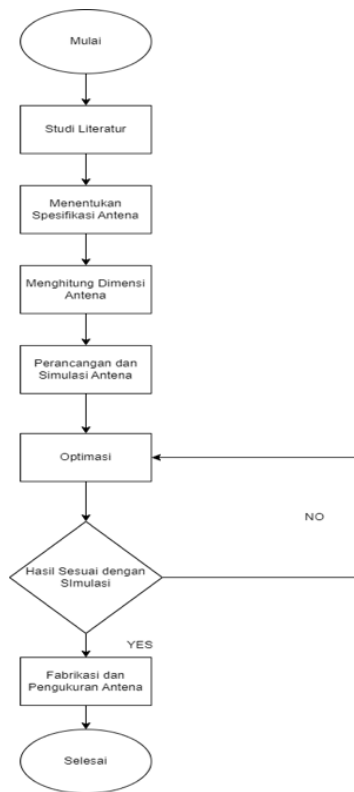 Mulai
Studi Literatur
Menentukan
Spesifikasi Antena
Menghitung Dimensi
Antena
Perancangan dan
Simulasi Antena
Optimasi
NO
Hasil Sesuai dengan
SImulasi
YES
Fabrikasi dan
Pengukuran Antena
Selesai